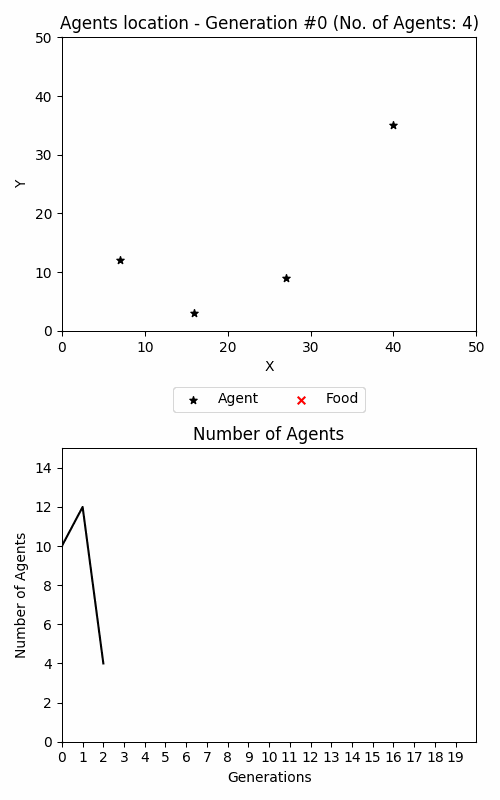 Agents location - Generation #0 (No. of Agents: 4)
50
40
30
20
10
0
Y
0 10 20 30 40 50
X
Agent Food
Number of Agents
14
12
10
8
6
4
2
0
Number of Agents
0 1 2 3 4 5 6 7 8 9 10 11 12 13 14 15 16 17 18 19
Generations